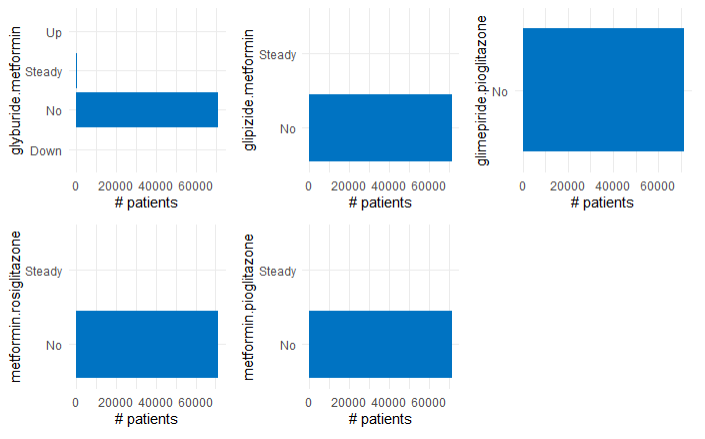 glyburide.metformin
Up
Steady
No
Down
0 20000 40000 60000
# patients
glipizide.metformin
Steady
No
0 20000 40000 60000
# patients
glimepiride.pioglitazone
No
0 20000 40000 60000
# patients
metformin.rosiglitazone
Steady
No
0 20000 40000 60000
# patients
metformin.pioglitazone
Steady
No
0 20000 40000 60000
# patients